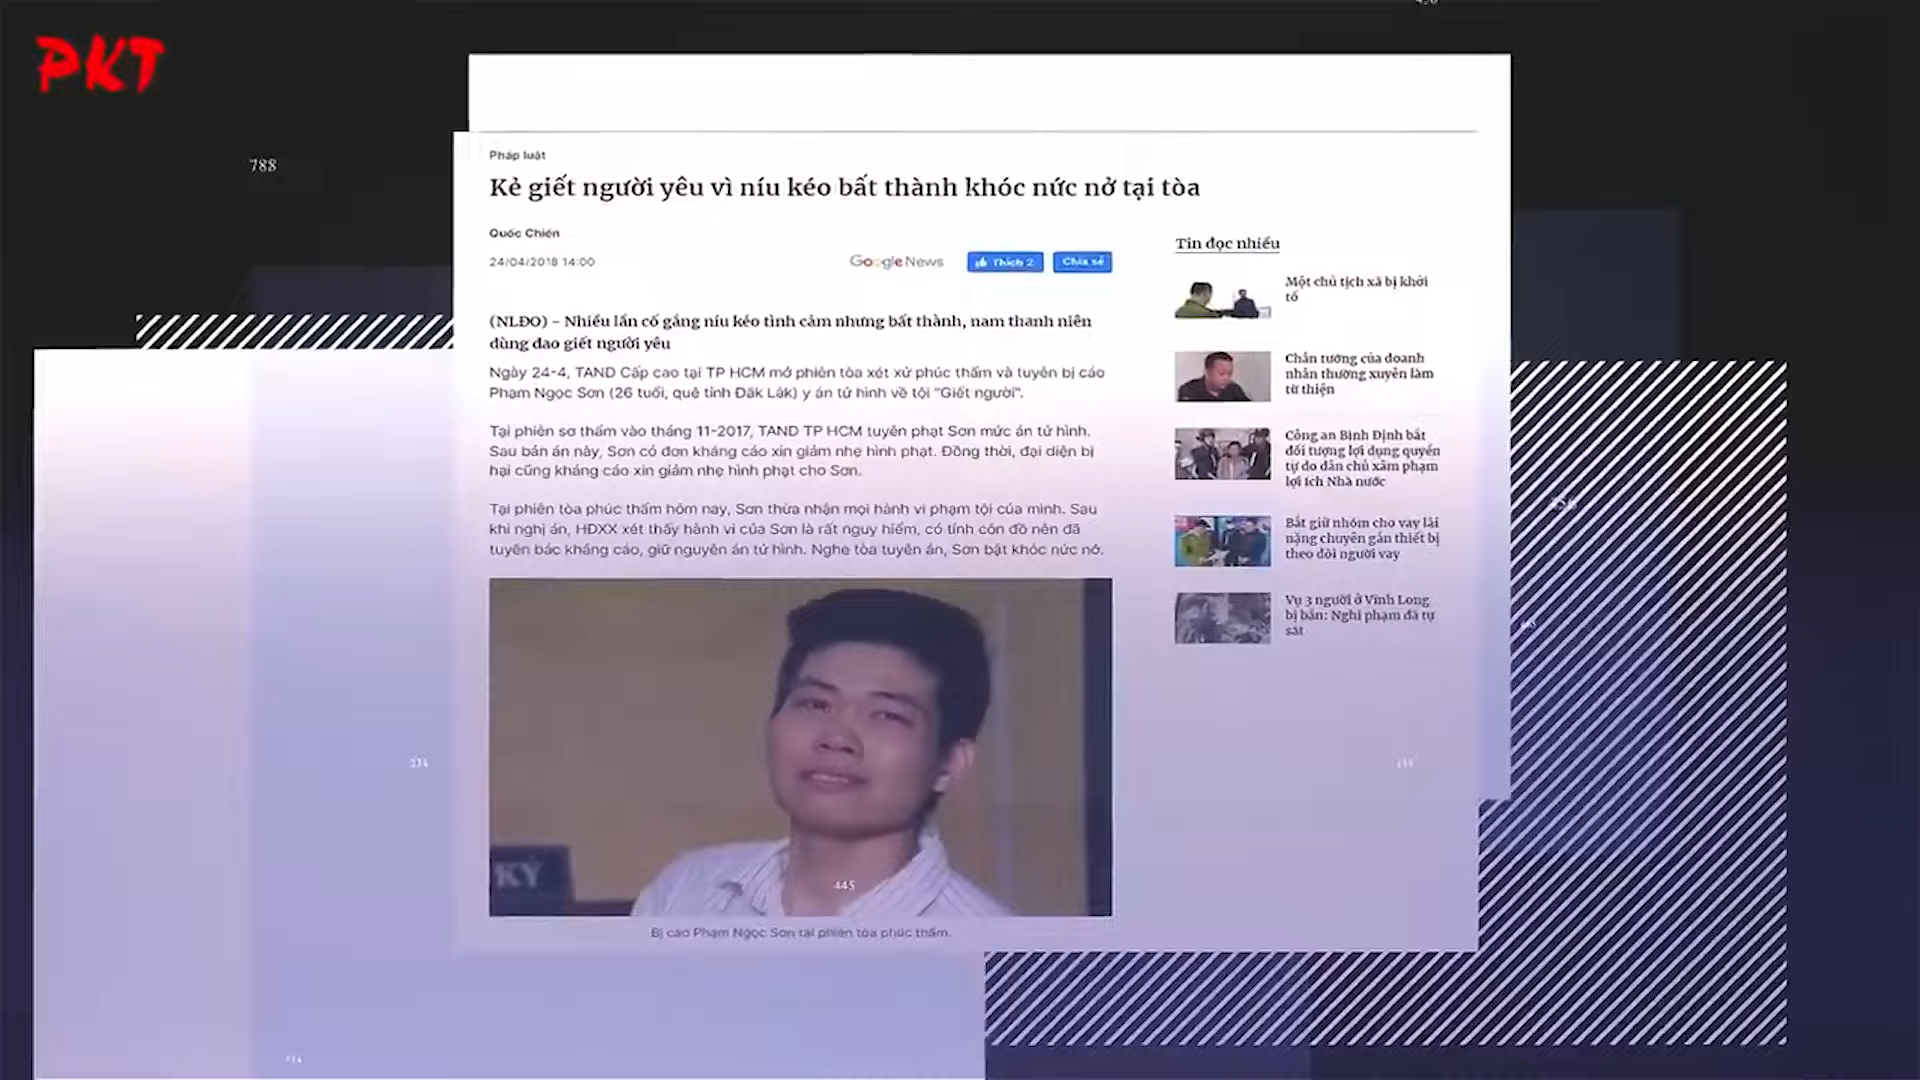 PKT
788
Pháp luật
Kẻ giết người yêu vì níu kéo bất thành khóc nức nở tại tòa
Quốc Chiến
24/04/2018 14:00
Google News
Thích 2
Chia sẻ
(NLĐO) - Nhiều lần cố gắng níu kéo tình cảm nhưng bất thành, nam thanh niên
dùng dao giết người yêu
Ngày 24-4, TAND Cấp cao tại TP HCM mở phiên tòa xét xử phúc thẩm và tuyên bị cáo
Phạm Ngọc Sơn (26 tuổi, quê tỉnh Đăk Lăk) y án tử hình về tội "Giết người".
Tại phiên sơ thẩm vào tháng 11-2017, TAND TP HCM tuyên phạt Sơn mức án tử hình.
Sau bản án này, Sơn có đơn kháng cáo xin giảm nhẹ hình phạt. Đồng thời, đại diện bị
hại cũng kháng cáo xin giảm nhẹ hình phạt cho Sơn.
Tại phiên tòa phúc thẩm hôm nay, Sơn thừa nhận mọi hành vi phạm tội của mình. Sau
khi nghị án, HĐXX xét thấy hành vi của Sơn là rất nguy hiểm, có tính côn đồ nên đã
tuyên bác kháng cáo, giữ nguyên án tử hình. Nghe tòa tuyên án, Sơn bật khóc nức nở.
KÝ
445
Bị cáo Phạm Ngọc Sơn tại phiên tòa phúc thẩm.
Tin đọc nhiều
Một chủ tịch xã bị khởi
tố
Chân tướng của doanh
nhân thường xuyên làm
từ thiện
Công an Bình Định bắt
đối tượng lợi dụng quyền
tự do dân chủ xâm phạm
lợi ích Nhà nước
Bắt giữ nhóm cho vay lãi
nặng chuyên gắn thiết bị
theo dõi người vay
Vụ 3 người ở Vĩnh Long
bị bắn: Nghi phạm đã tự
sát